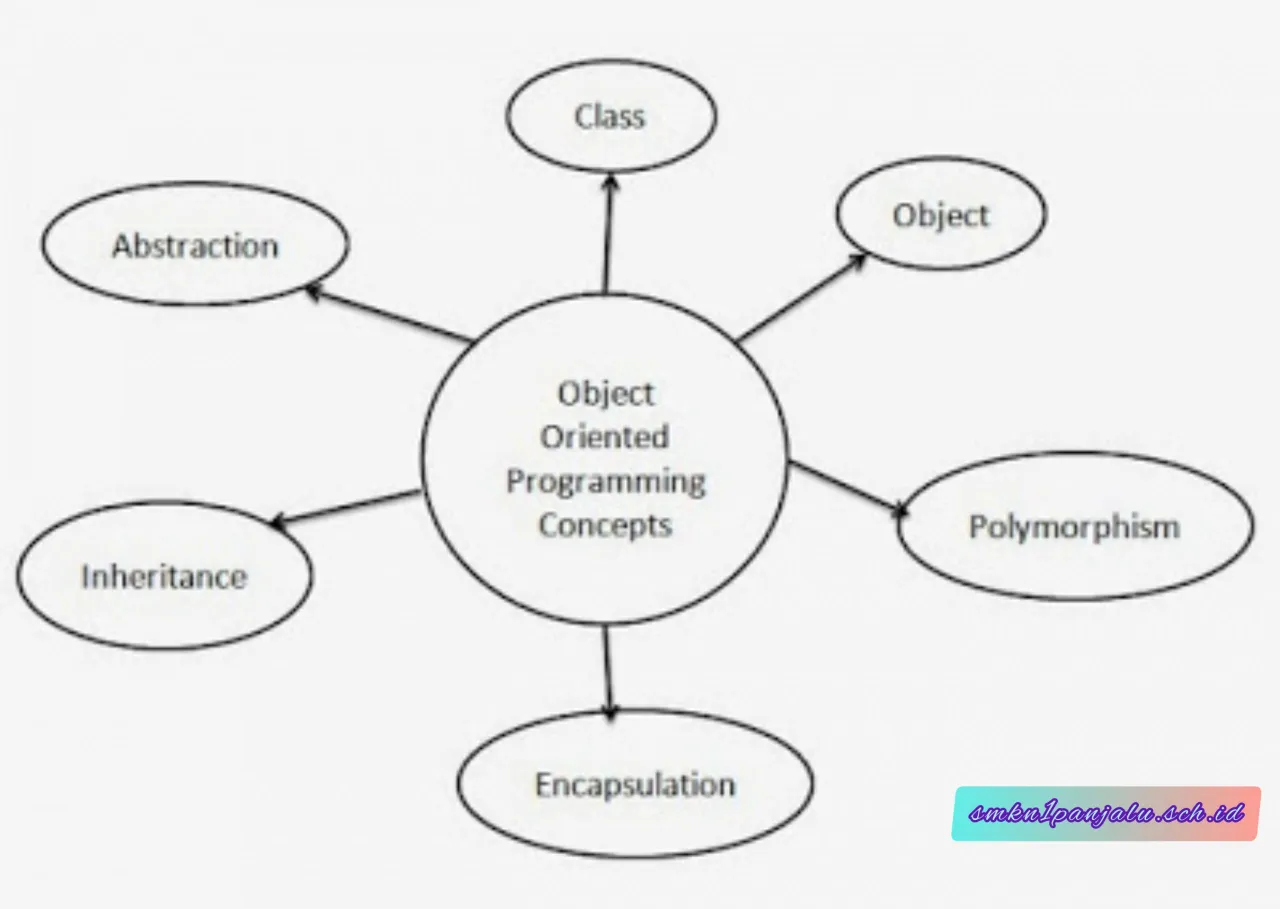 Class
Object
Abstraction
Object
Oriented
Programming
Concepts
Polymorphism
Inheritance
Encapsulation
smkn1panjalu.sch.id